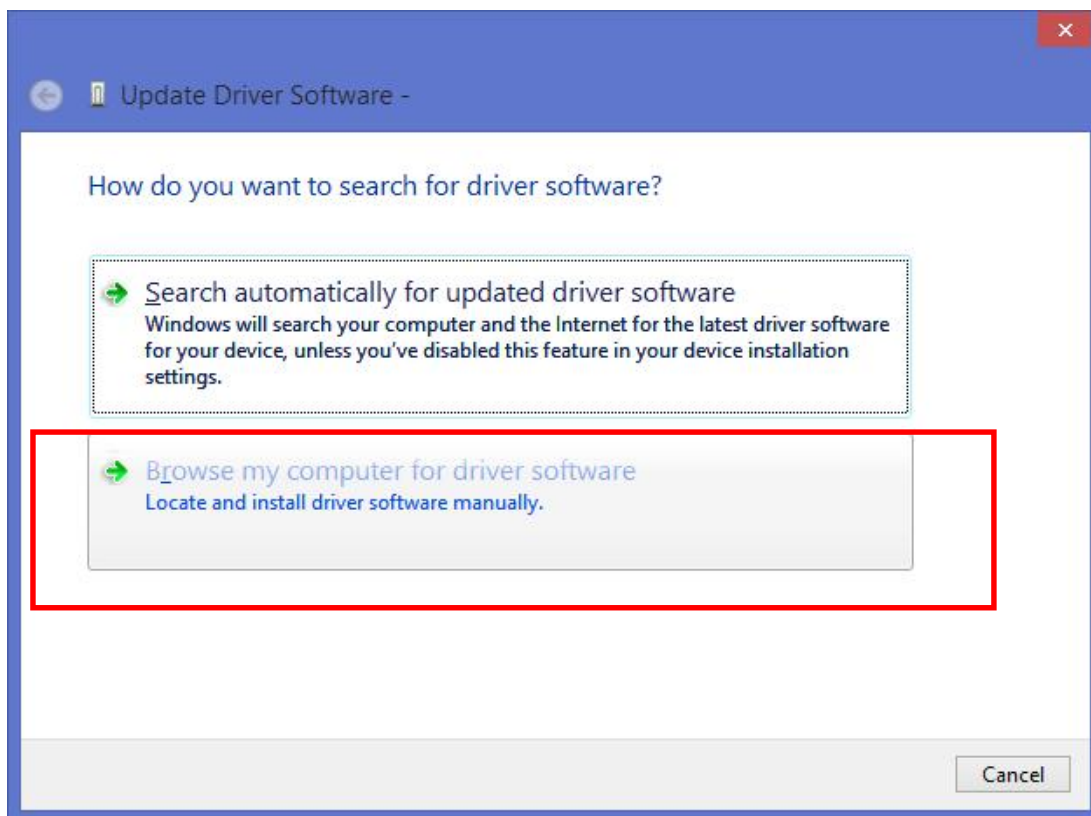 Update Driver Software -
How do you want to search for driver software?
Search automatically for updated driver software
Windows will search your computer and the Internet for the latest driver software
for your device, unless you've disabled this feature in your device installation
settings.
Browse my computer for driver software
Locate and install driver software manually.
Cancel